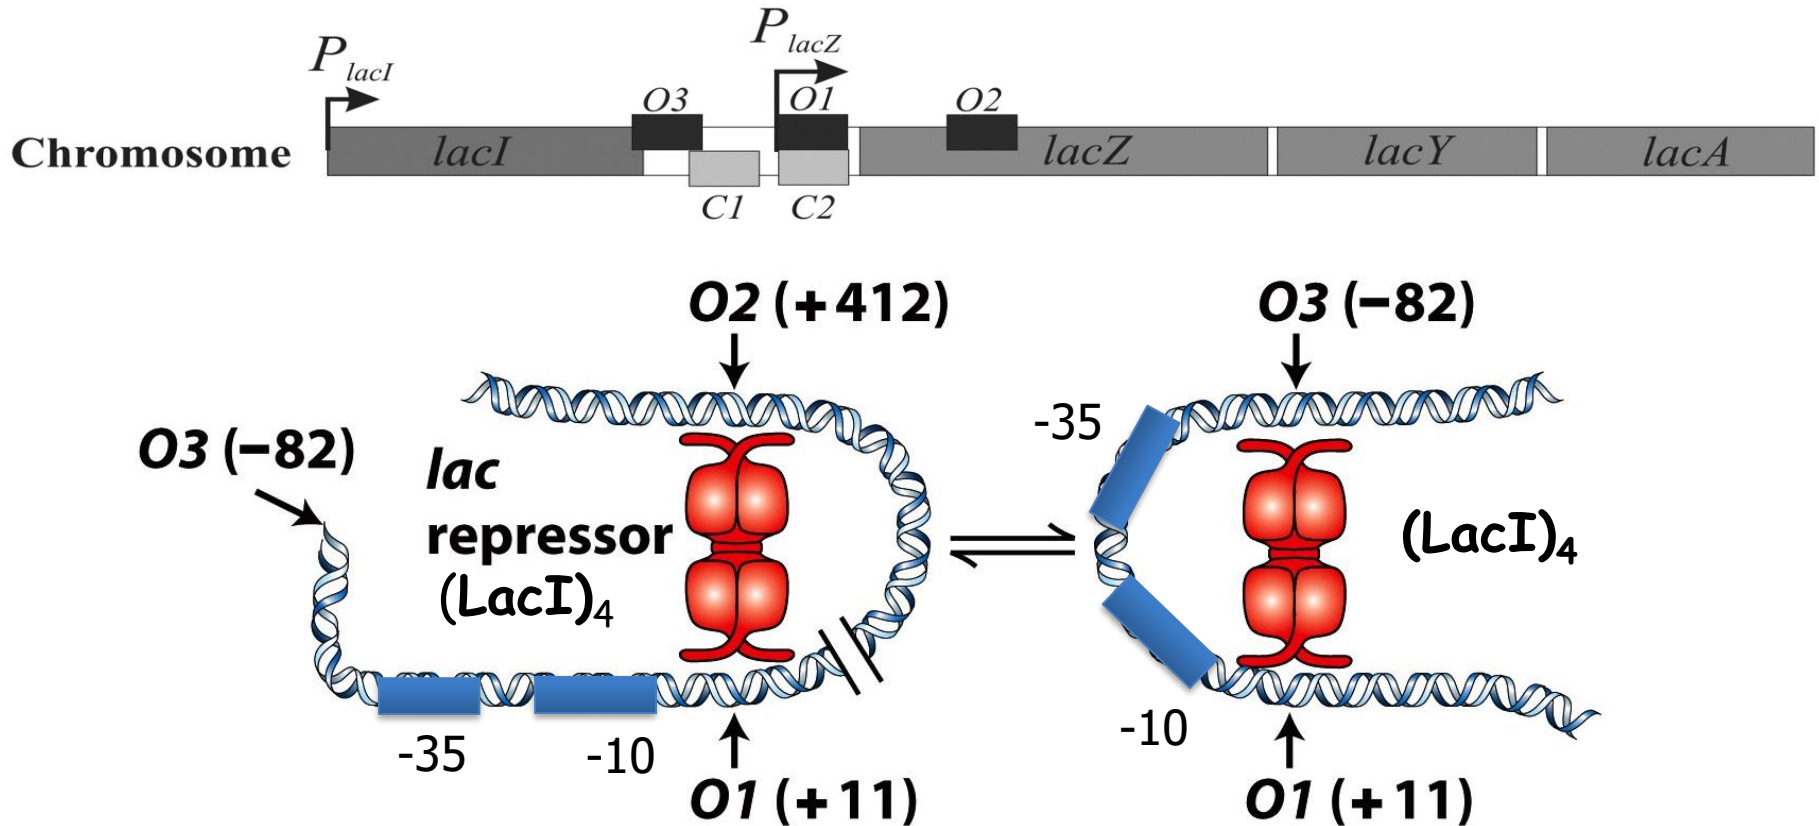 P lacI
P lacZ
O3
O1
O2
Chromosome
lacI
lacZ
lacY
lacA
C1
C2
O2 (+412)
O3 (−82)
O3 (−82)
-35
lac
repressor
(LacI)4
(LacI)4
-35
-10
-10
O1 (+11)
O1 (+11)